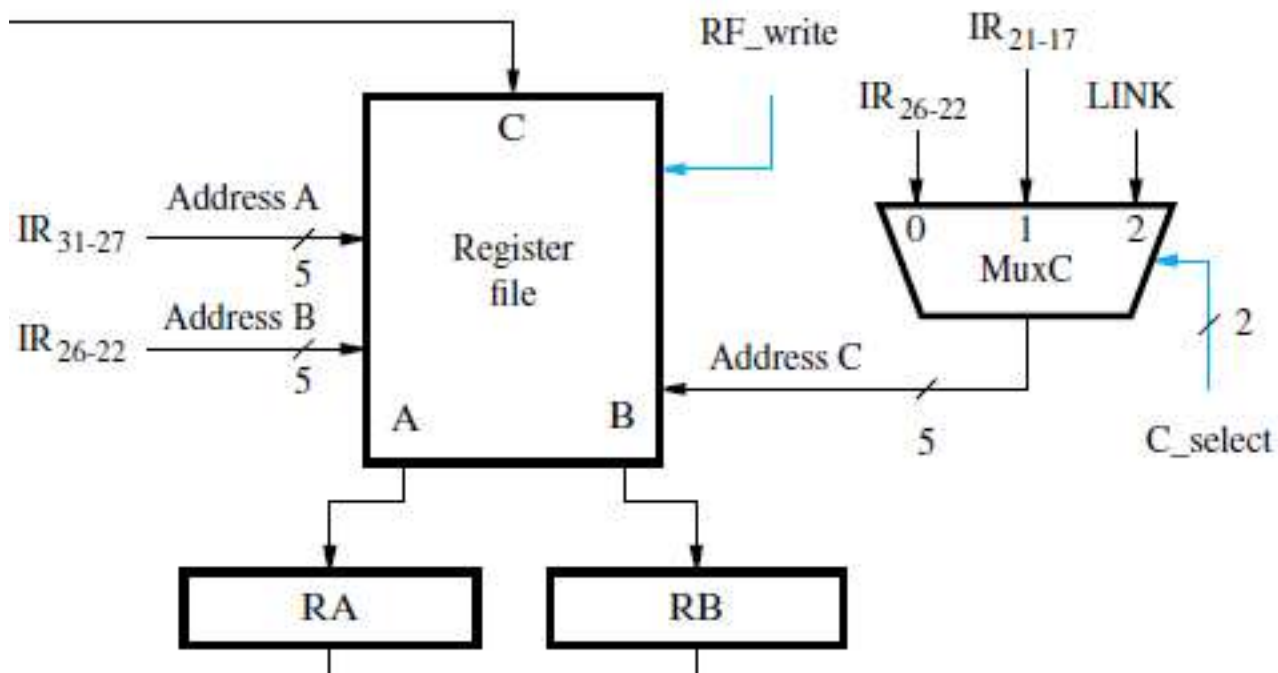 RF_write
IR21-17
IR26-22
LINK
C
Address A
IR31-27
5
Register
file
0 1 2
MuxC
Address B
IR26-22
5
2
Address C
5
A
B
C_select
RA
RB